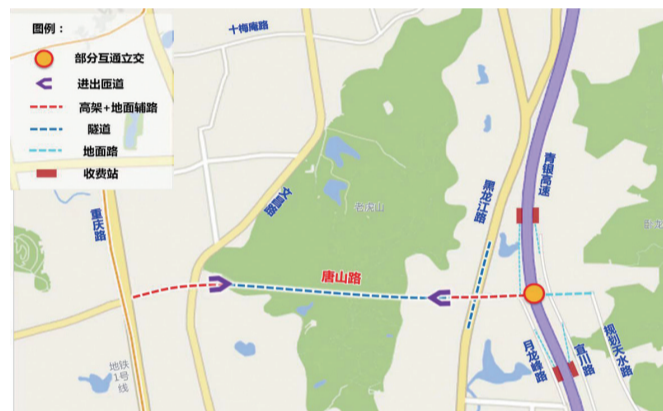 图例：
部分互通立交
进出匝道
高架+地面辅路
隧道
地面路
收费站
十梅庵路
重庆路
文昌路
唐山路
黑龙江路
青银高速
月龙峰路
宜川路
规划天水路
地铁
1号
线